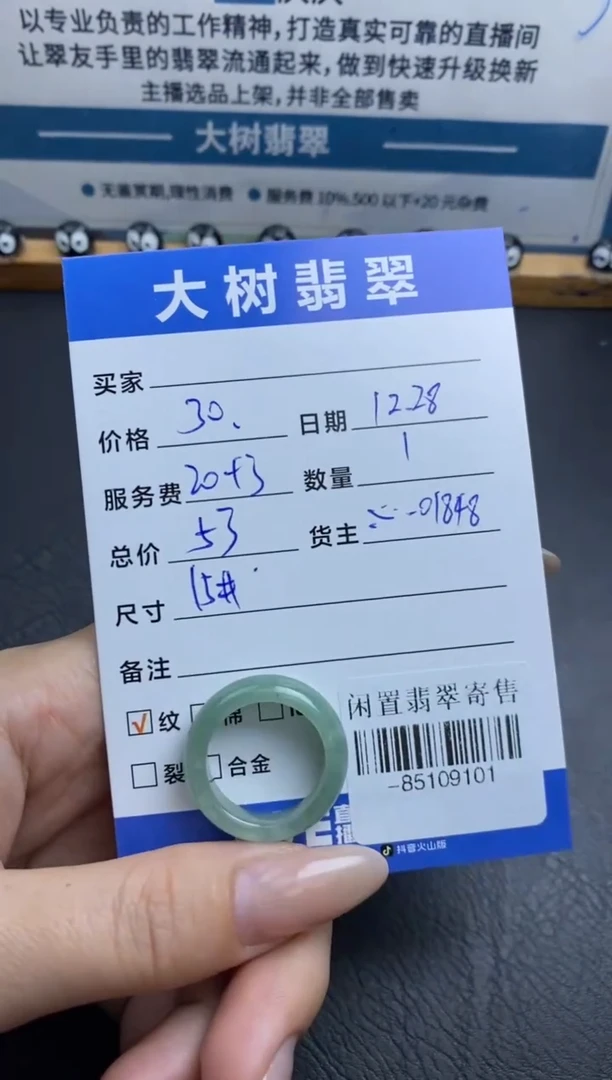 以专业负责的工作精神，打造真实可靠的直播间
让翠友手里的翡翠流通起来，做到快速升级换新
主播选品上架，并非全部售卖
大树翡翠
无鉴赏期，理性消费 服务费10%，500以下+20元杂费
大树翡翠
买家
价格 30. 日期 12.28
服务费 20+3 数量 1
总价 53 货主 -01848
尺寸 15#
备注
√ 纹
裂 合金
闲置翡翠寄售
-85109101
直播
抖音火山版